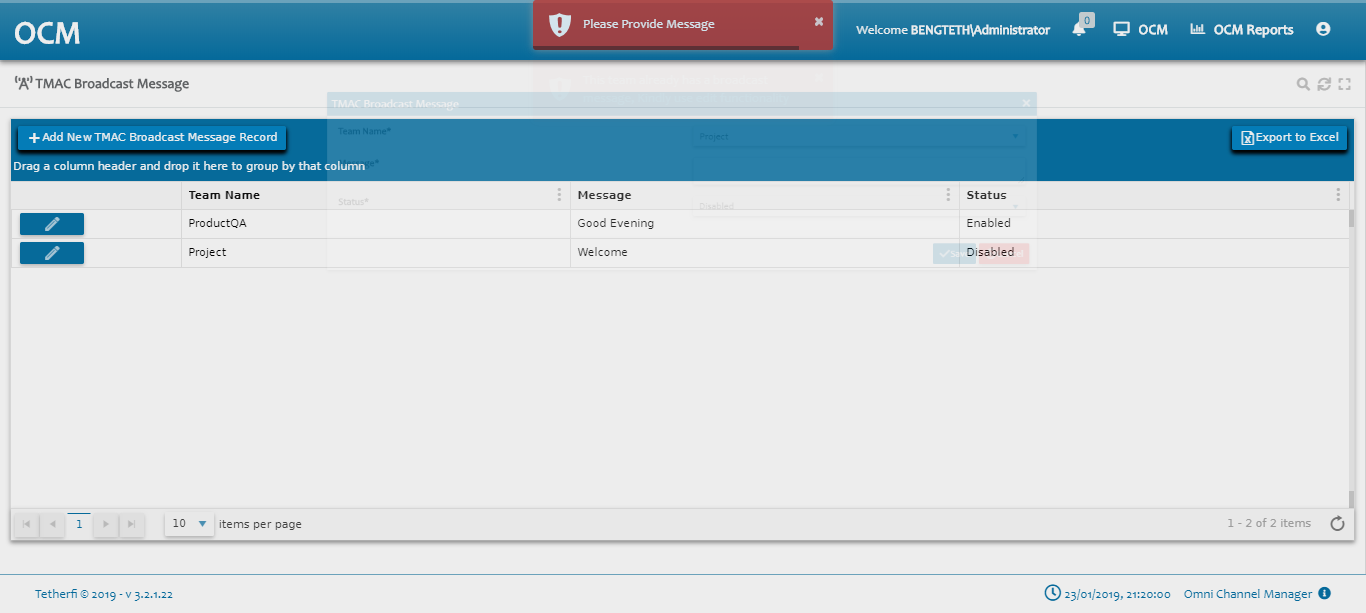 OCM
Please Provide Message
Welcome BENGTETH\Administrator
0
OCM
OCM Reports
TMAC Broadcast Message
TMAC Broadcast Message
Add New TMAC Broadcast Message Record
Export to Excel
Team Name*
Project
Drag a column header and drop it here to group by that column
Team Name
Message
Status
Status*
Disabled
ProductQA
Good Evening
Enabled
Project
Welcome
Disabled
1
10
items per page
1 - 2 of 2 items
Tetherfi © 2019 - v 3.2.1.22
23/01/2019, 21:20:00
Omni Channel Manager